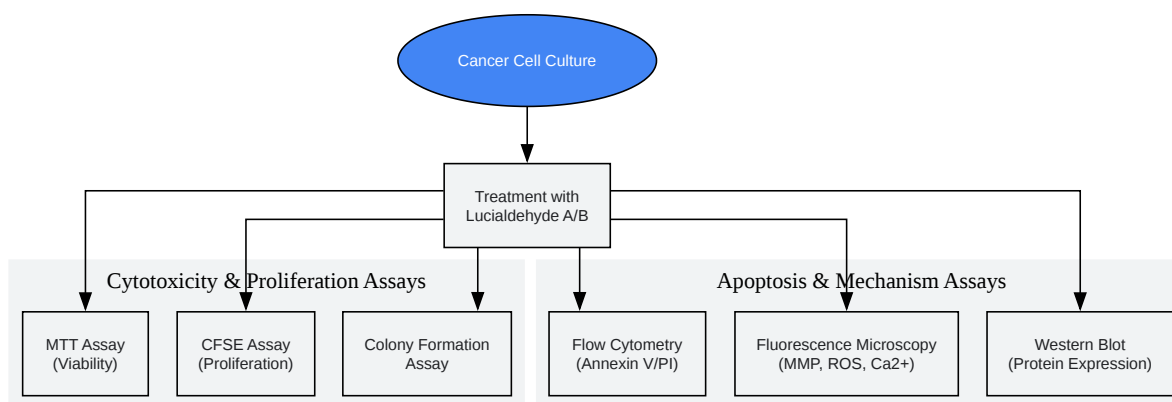 Cancer Cell Culture
Treatment with
Lucialdehyde A/B
Cytotoxicity & Proliferation Assays
MTT Assay
(Viability)
CFSE Assay
(Proliferation)
Colony Formation
Assay
Apoptosis & Mechanism Assays
Flow Cytometry
(Annexin V/PI)
Fluorescence Microscopy
(MMP, ROS, Ca2+)
Western Blot
(Protein Expression)